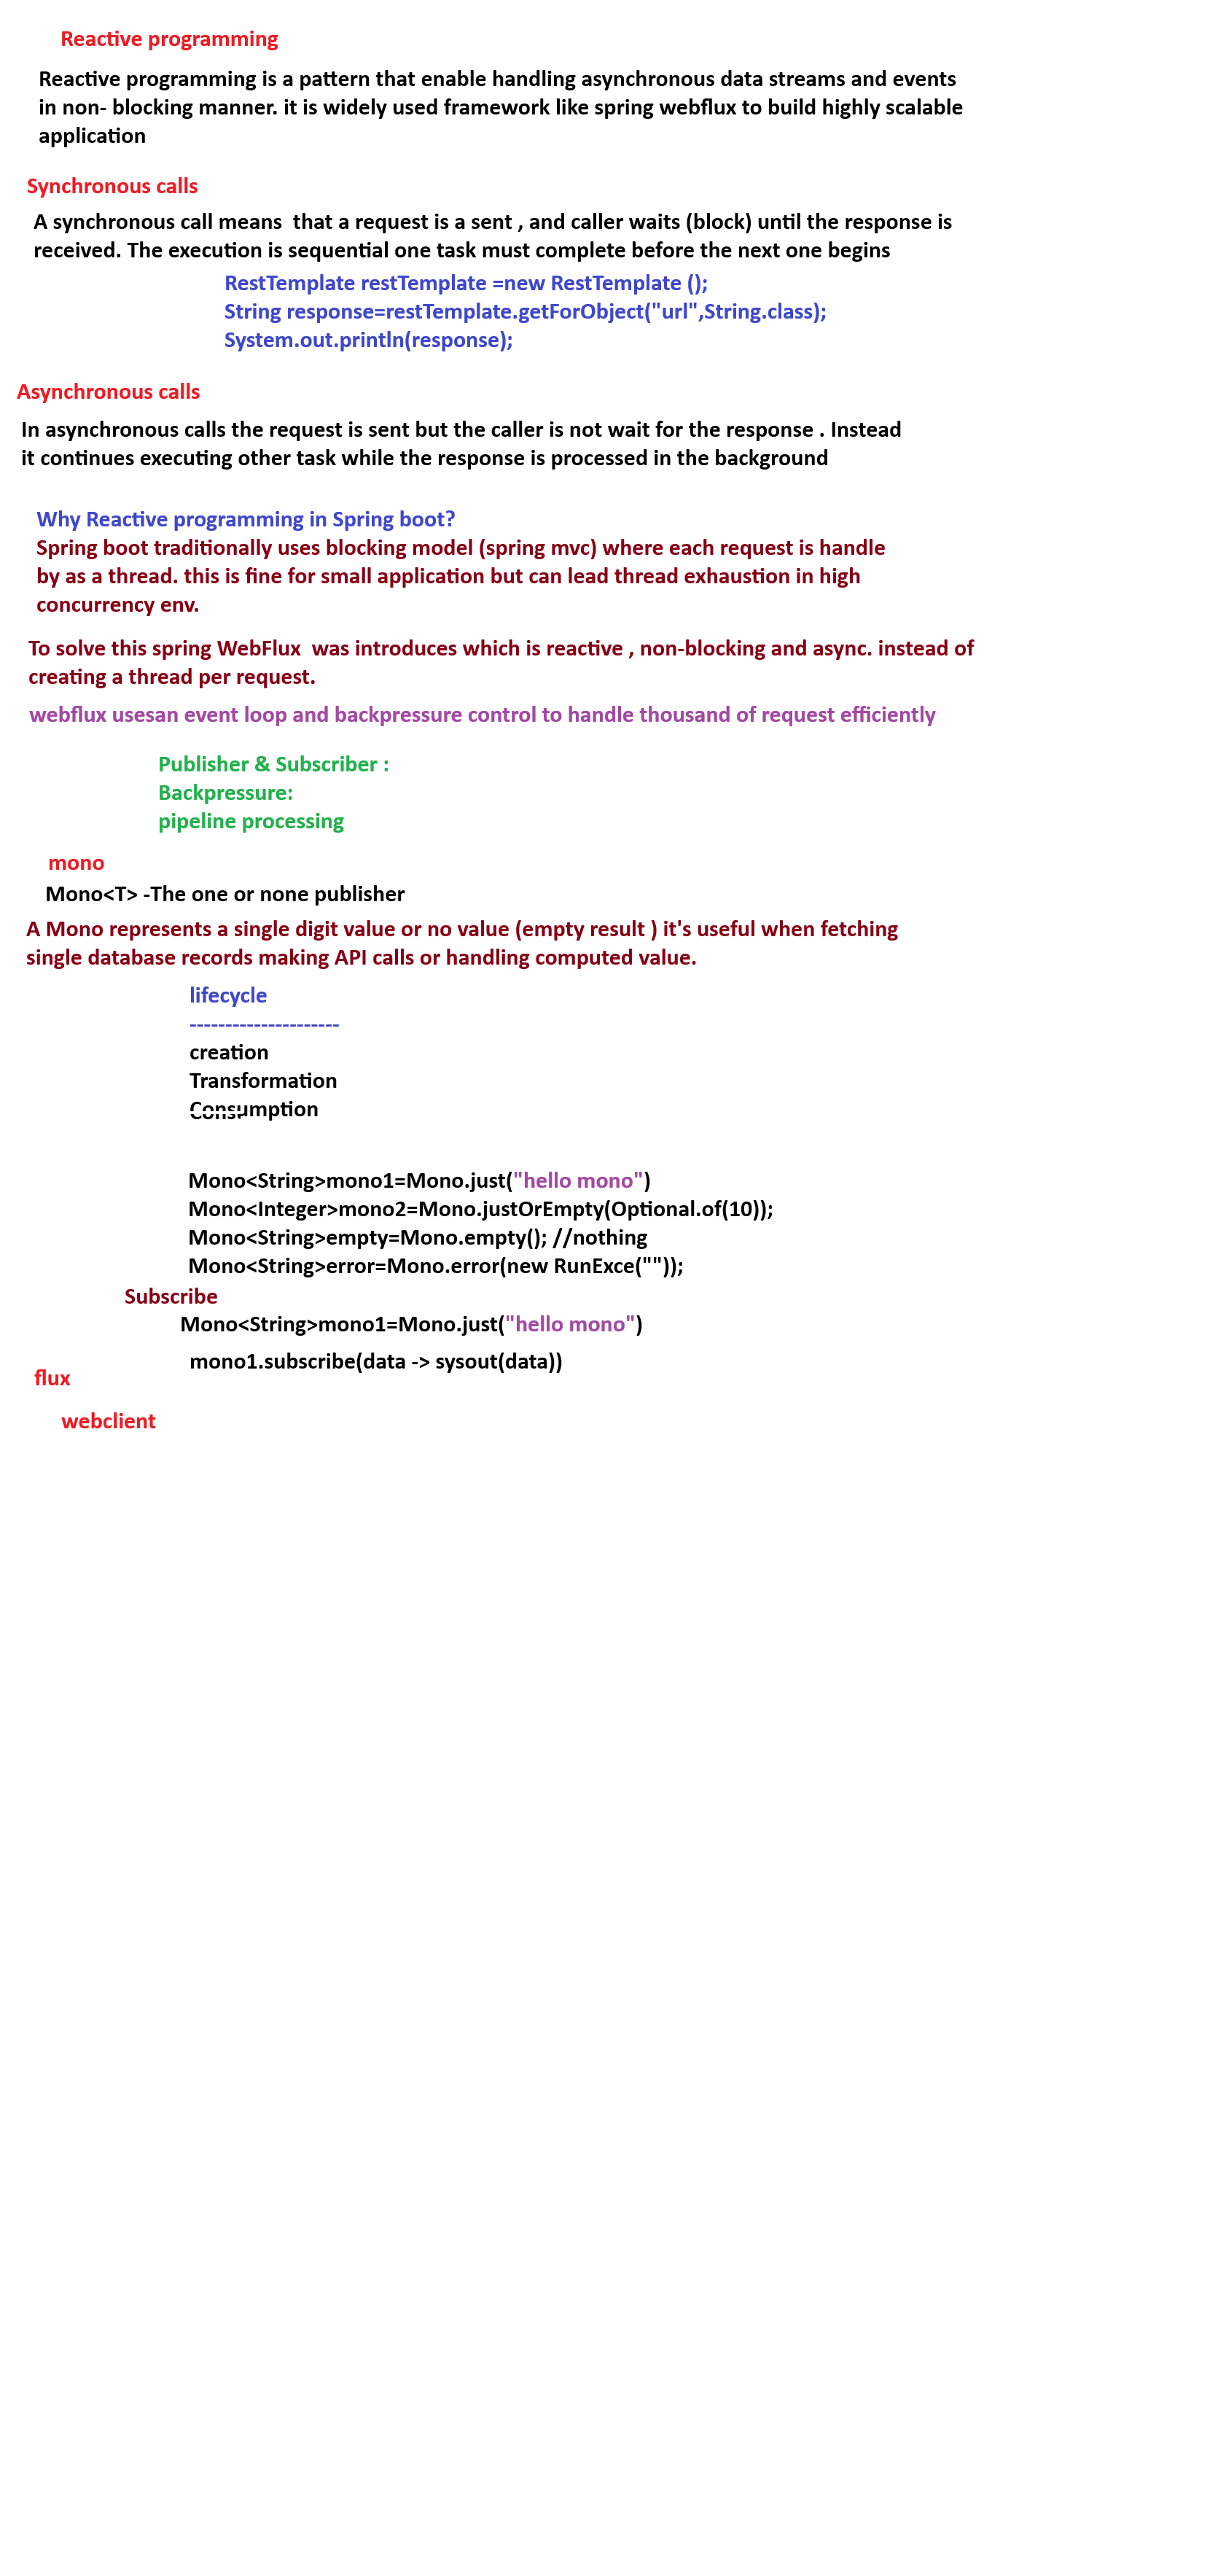 Reactive programming
Reactive programming is a pattern that enable handling asynchronous data streams and events
in non- blocking manner. it is widely used framework like spring webflux to build highly scalable
application
Synchronous calls
A synchronous call means  that a request is a sent , and caller waits (block) until the response is
received. The execution is sequential one task must complete before the next one begins
RestTemplate restTemplate =new RestTemplate ();
String response=restTemplate.getForObject("url",String.class);
System.out.println(response);
Asynchronous calls
In asynchronous calls the request is sent but the caller is not wait for the response . Instead
it continues executing other task while the response is processed in the background
Why Reactive programming in Spring boot?
Spring boot traditionally uses blocking model (spring mvc) where each request is handle
by as a thread. this is fine for small application but can lead thread exhaustion in high
concurrency env.
To solve this spring WebFlux  was introduces which is reactive , non-blocking and async. instead of
creating a thread per request.
webflux usesan event loop and backpressure control to handle thousand of request efficiently
Publisher & Subscriber :
Backpressure:
pipeline processing
mono
Mono<T> -The one or none publisher
A Mono represents a single digit value or no value (empty result ) it's useful when fetching
single database records making API calls or handling computed value.
lifecycle
---------------------
creation
Transformation
Consumption
Mono<String>mono1=Mono.just("hello mono")
Mono<Integer>mono2=Mono.justOrEmpty(Optional.of(10));
Mono<String>empty=Mono.empty(); //nothing
Mono<String>error=Mono.error(new RunExce(""));
Subscribe
Mono<String>mono1=Mono.just("hello mono")
mono1.subscribe(data -> sysout(data))
flux
webclient